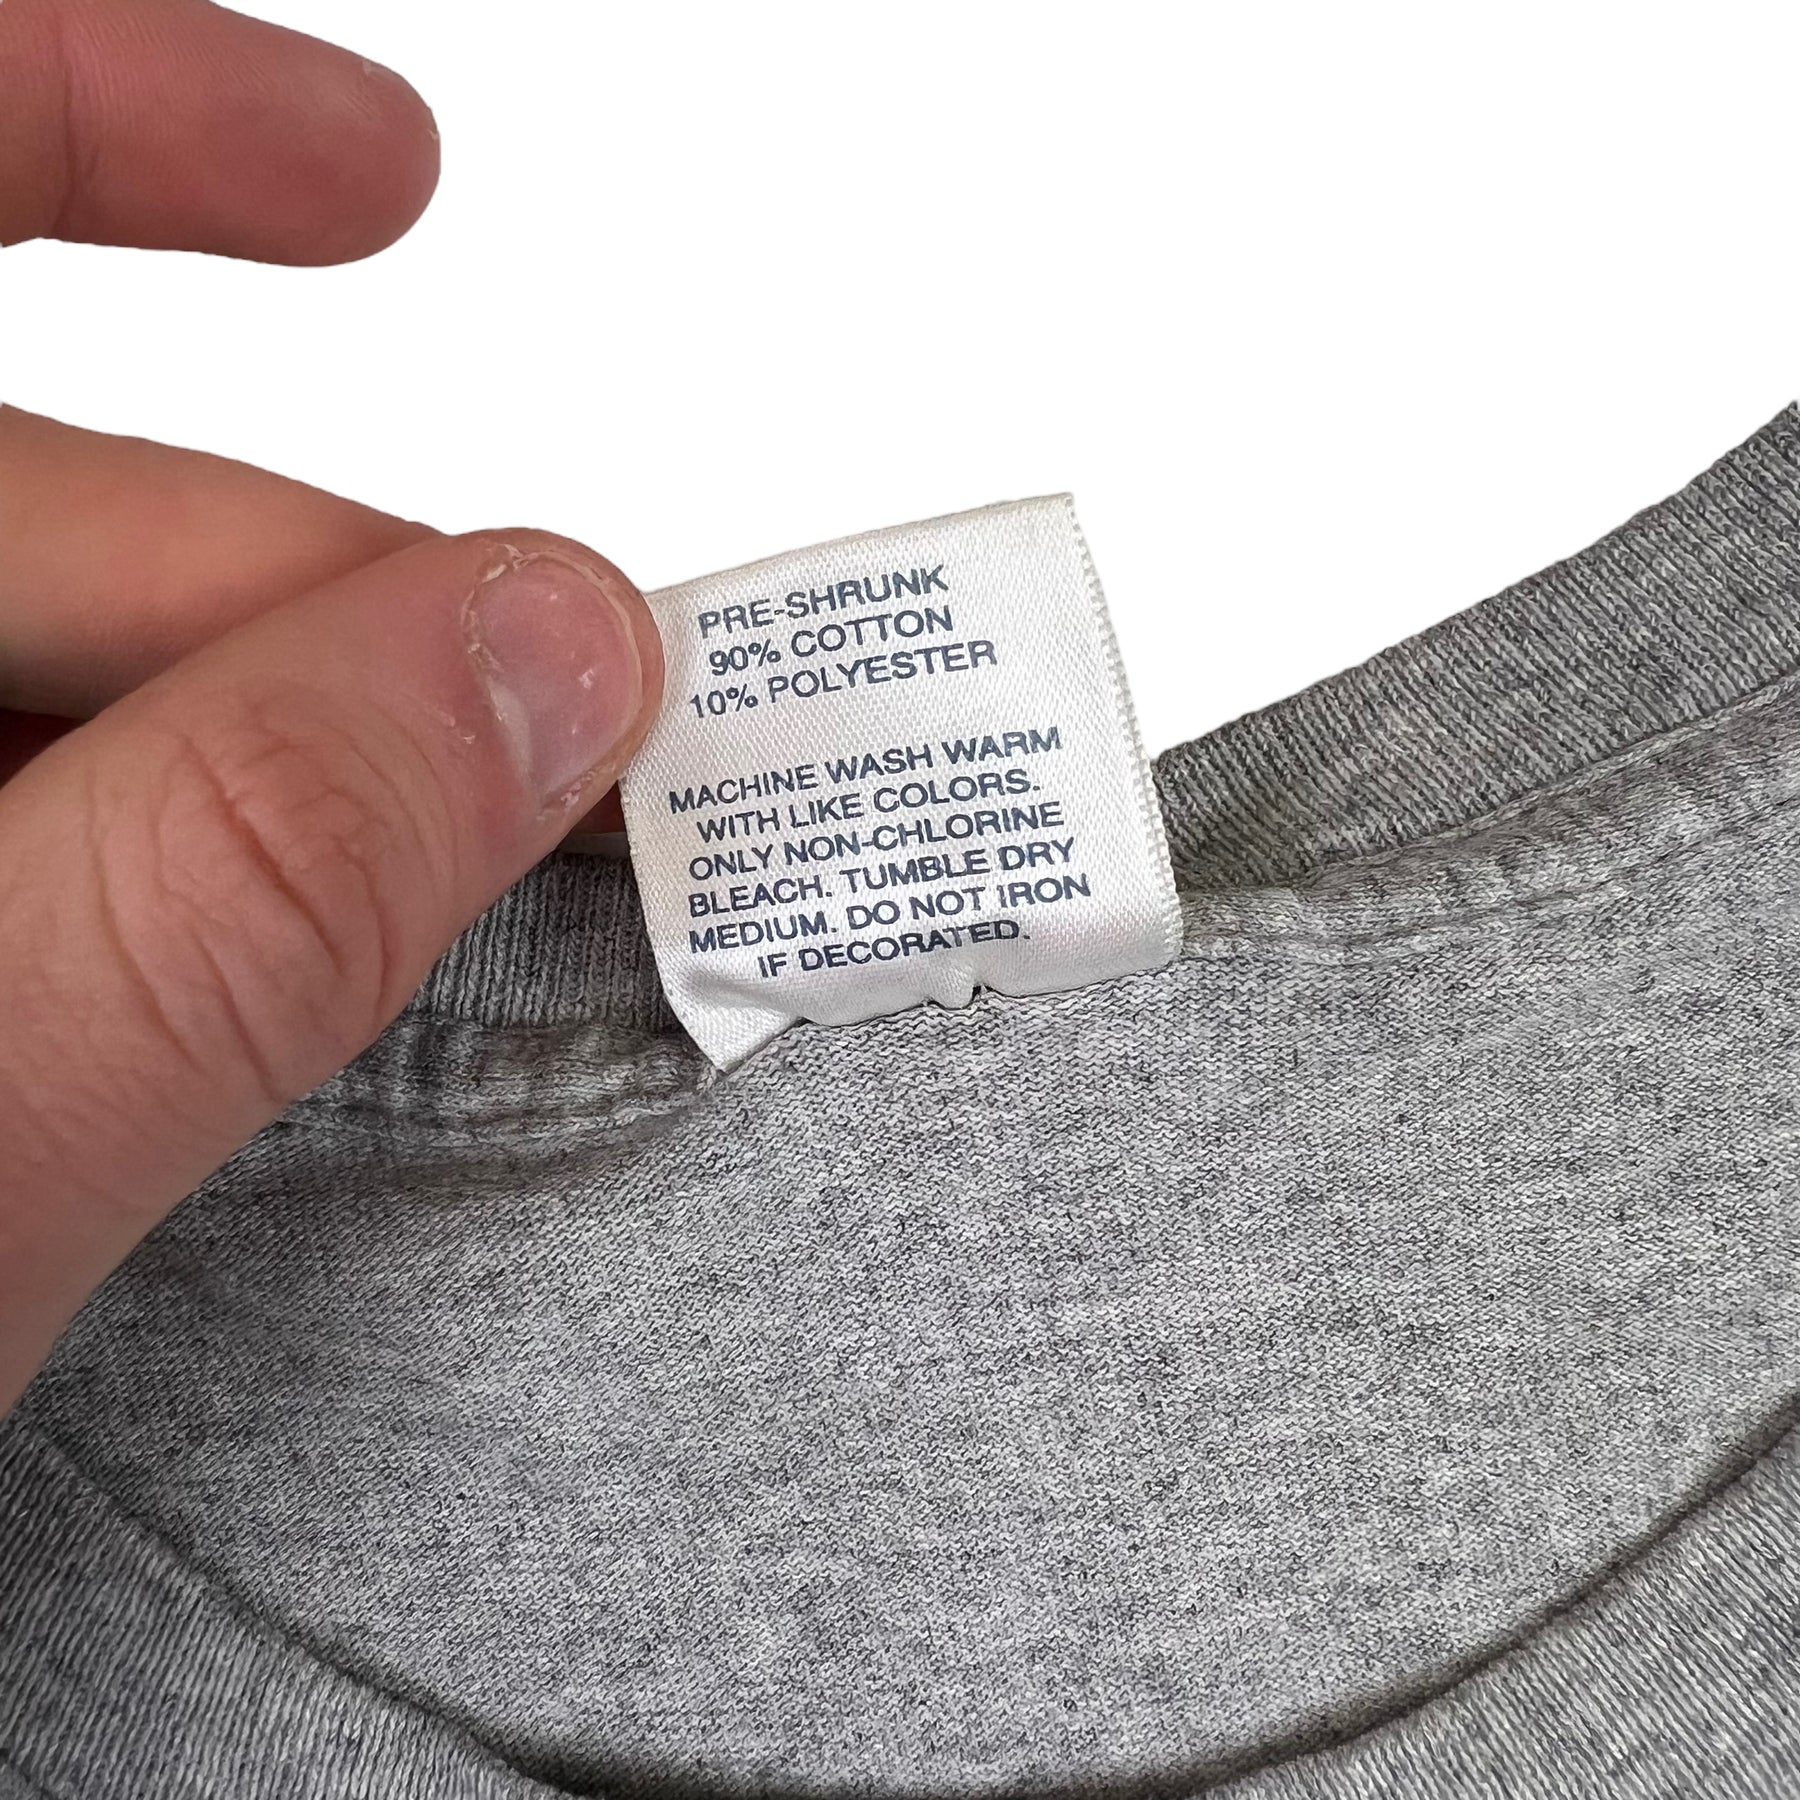 PRE-SHRUNK
90% COTTON
10% POLYESTER
MACHINE WASH WARM
WITH LIKE COLORS.
ONLY NON-CHLORINE
BLEACH. TUMBLE DRY
MEDIUM. DO NOT IRON
IF DECORATED.